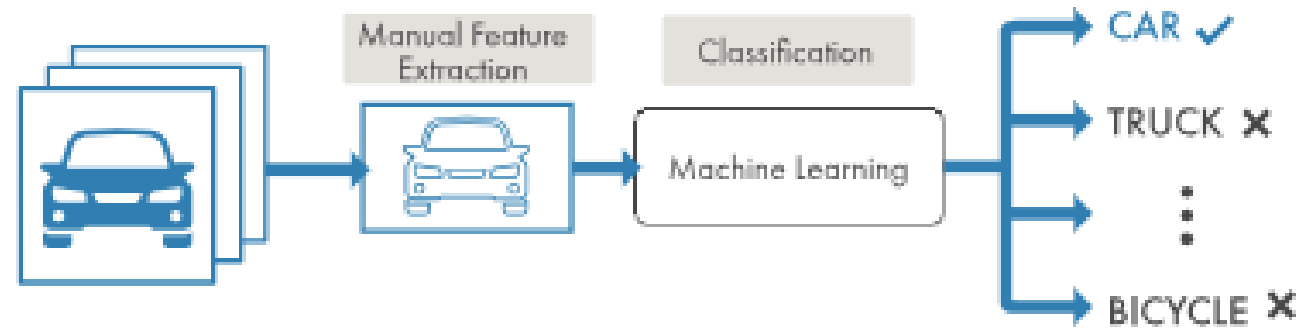 Manual Feature
Extraction
Classification
Machine Learning
CAR ✓
TRUCK ✗
⋮
BICYCLE ✗